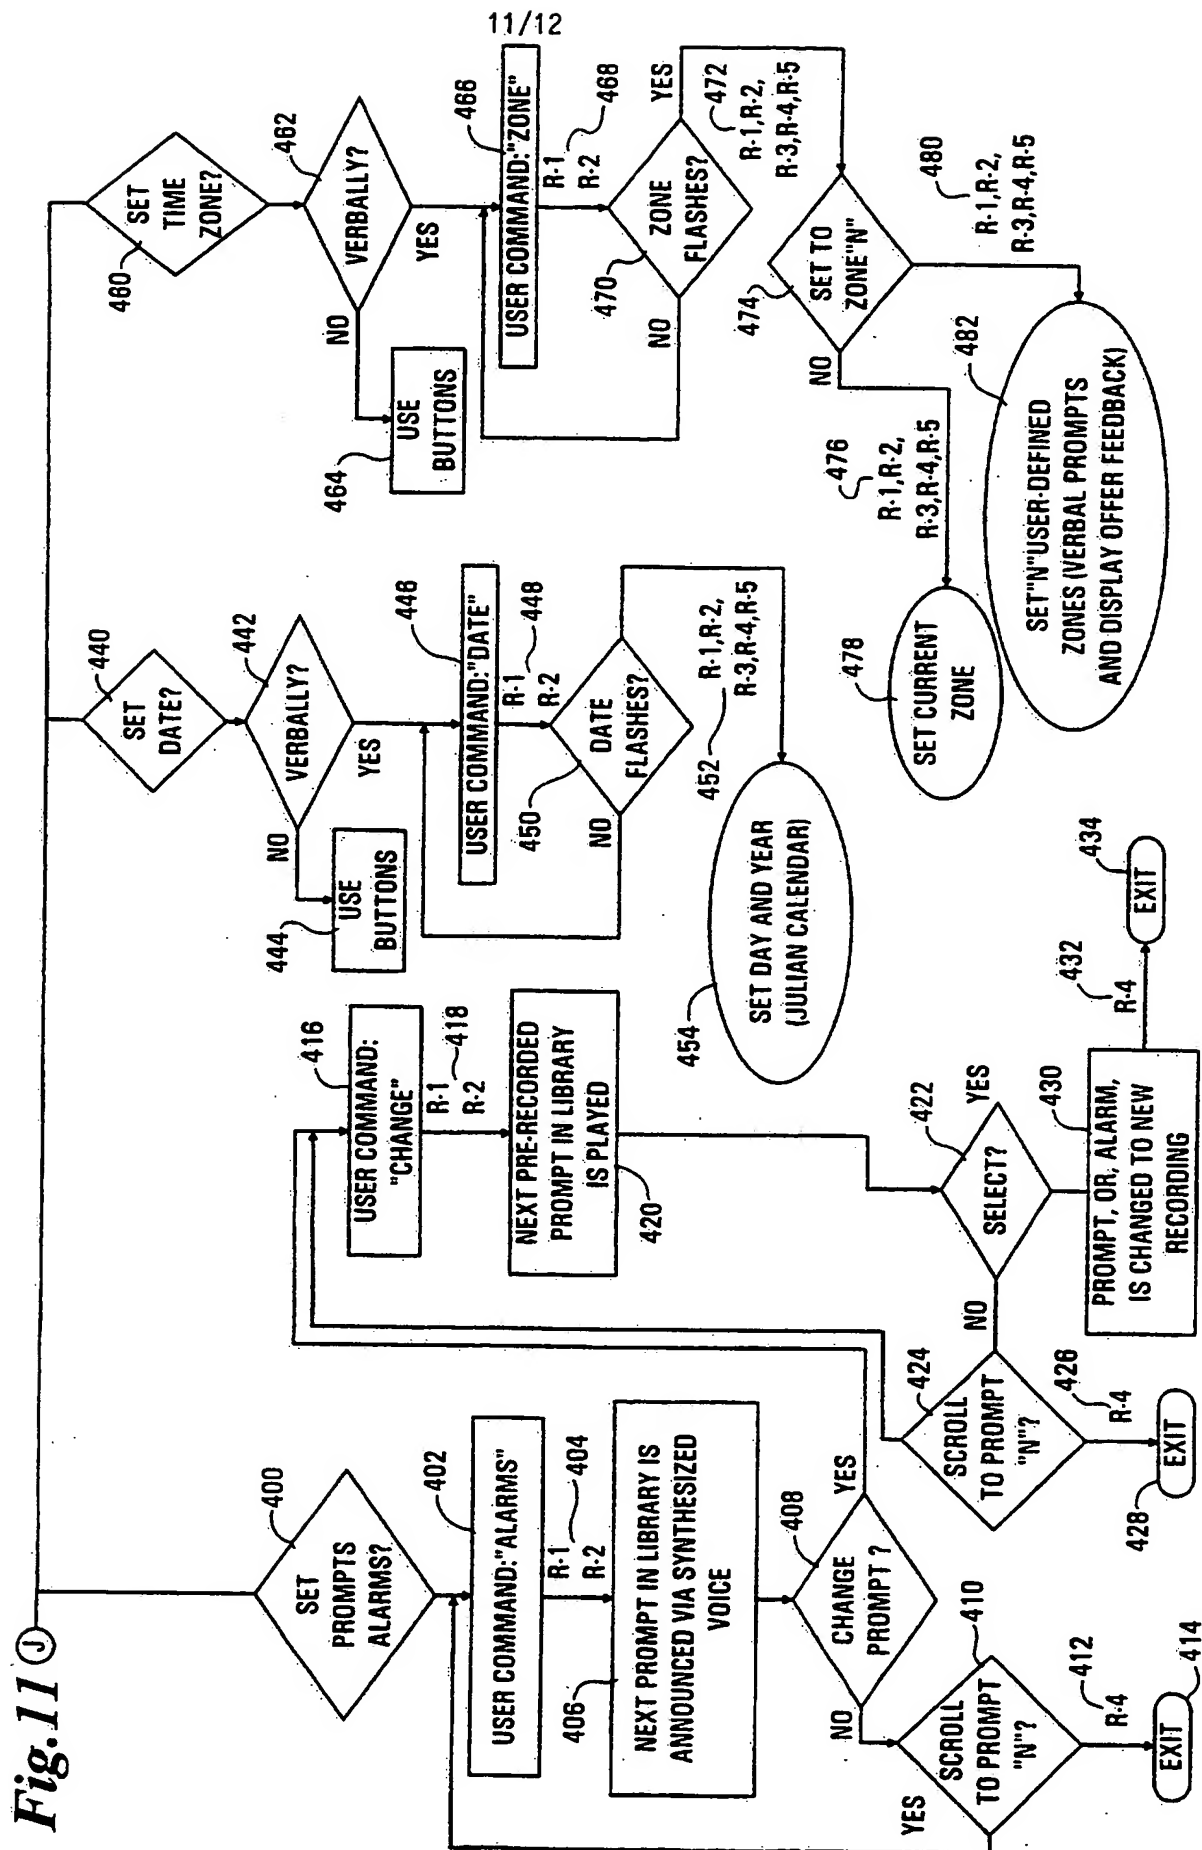 11/12
Fig.11
J
400
SET
PROMPTS
ALARMS?
402
USER COMMAND:"ALARMS"
R-1
R-2
404
406
NEXT PROMPT IN LIBRARY IS
ANNOUNCED VIA SYNTHESIZED
VOICE
408
CHANGE
PROMPT ?
YES
NO
410
SCROLL
TO PROMPT
"N"?
YES
412
R-4
414
EXIT
416
USER COMMAND:
"CHANGE"
R-1
R-2
418
NEXT PRE-RECORDED
PROMPT IN LIBRARY
IS PLAYED
420
422
SELECT?
YES
NO
424
SCROLL
TO PROMPT
"N"?
426
R-4
428
EXIT
430
PROMPT, OR, ALARM,
IS CHANGED TO NEW
RECORDING
432
R-4
434
EXIT
440
SET
DATE?
442
VERBALLY?
NO
YES
444
USE
BUTTONS
446
USER COMMAND:"DATE"
R-1
R-2
448
450
DATE
FLASHES?
NO
452
R-1,R-2,
R-3,R-4,R-5
454
SET DAY AND YEAR
(JULIAN CALENDAR)
460
SET
TIME
ZONE?
462
VERBALLY?
NO
YES
464
USE
BUTTONS
466
USER COMMAND:"ZONE"
R-1
R-2
468
470
ZONE
FLASHES?
NO
YES
472
R-1,R-2,
R-3,R-4,R-5
474
SET TO
ZONE"N"
NO
476
R-1,R-2,
R-3,R-4,R-5
478
SET CURRENT
ZONE
480
R-1,R-2,
R-3,R-4,R-5
482
SET"N"USER-DEFINED
ZONES (VERBAL PROMPTS
AND DISPLAY OFFER FEEDBACK)